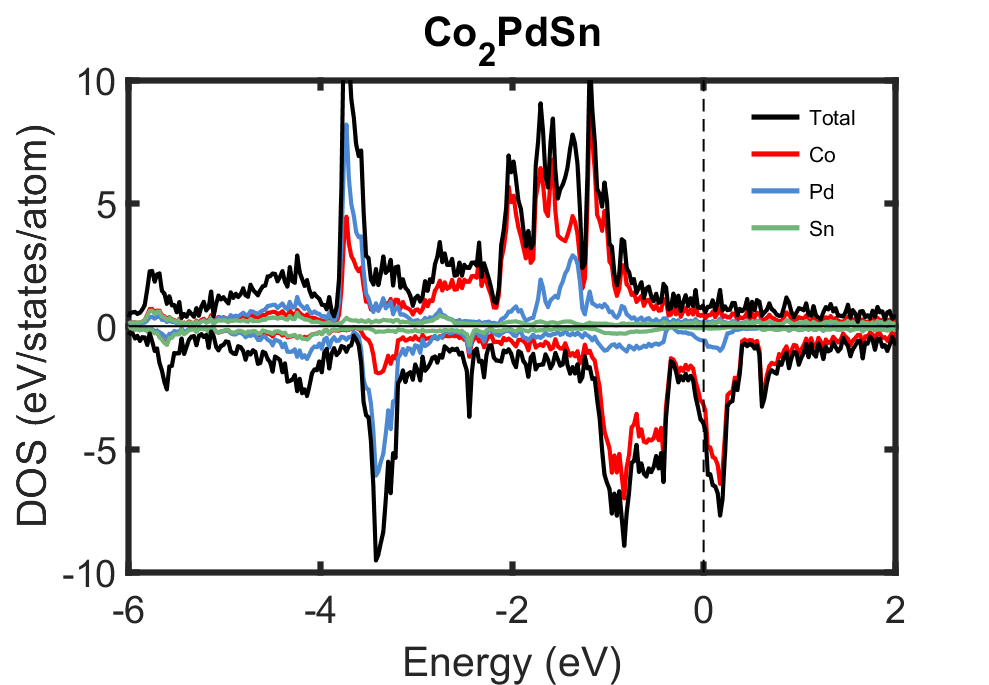 Co₂PdSn
DOS (eV/states/atom)
10
5
0
-5
-10
Total
Co
Pd
Sn
-6 -4 -2 0 2
Energy (eV)